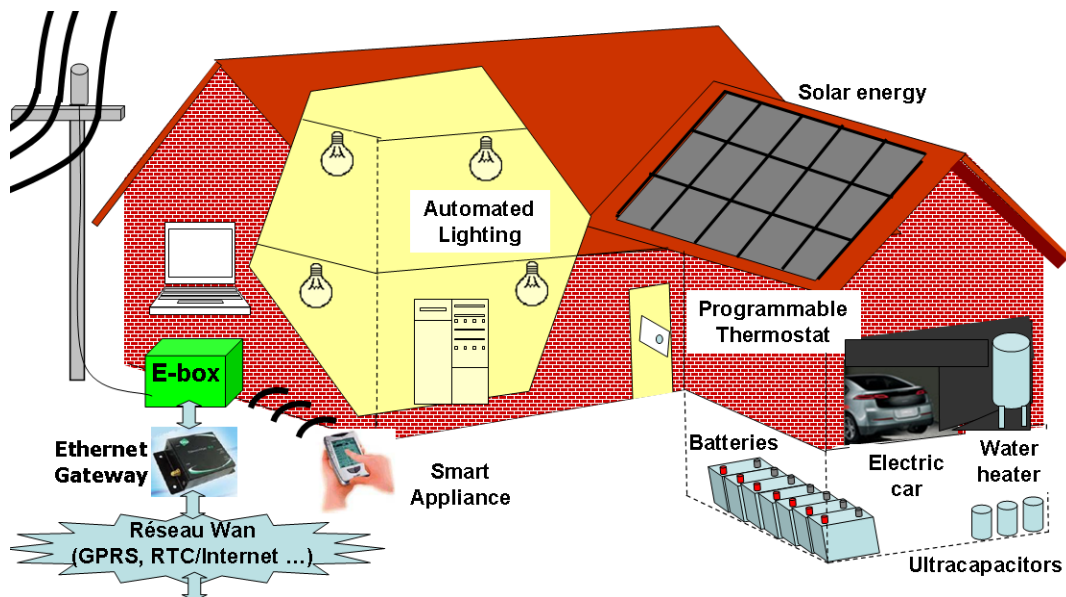 Solar energy
Automated
Lighting
Programmable
Thermostat
E-box
Ethernet
Gateway
Smart
Appliance
Batteries
Electric
car
Water
heater
Réseau Wan
(GPRS, RTC/Internet ...)
Ultracapacitors